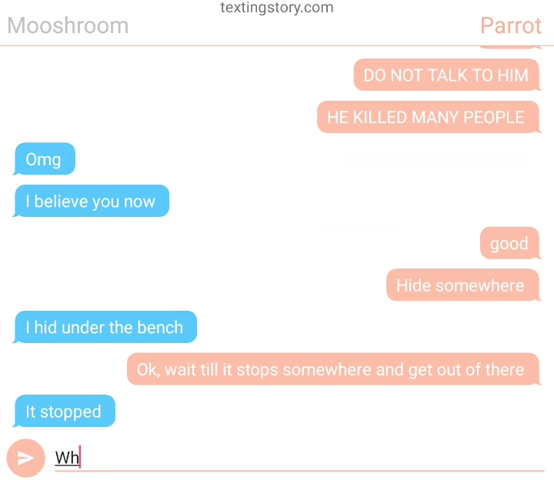 textingstory.com
Mooshroom
Parrot
DO NOT TALK TO HIM
HE KILLED MANY PEOPLE
Omg
I believe you now
good
Hide somewhere
I hid under the bench
Ok, wait till it stops somewhere and get out of there
It stopped
Wh